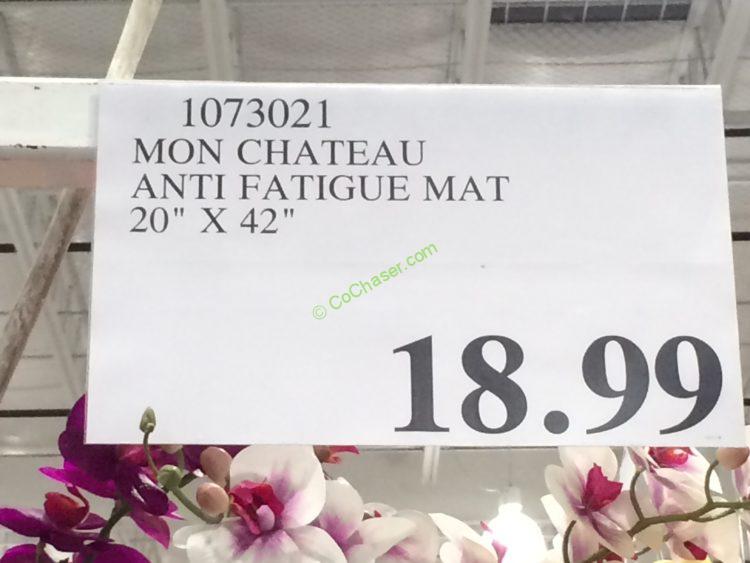 1073021
MON CHATEAU
ANTI FATIGUE MAT
20" X 42"
© CoChaser.com
18.99